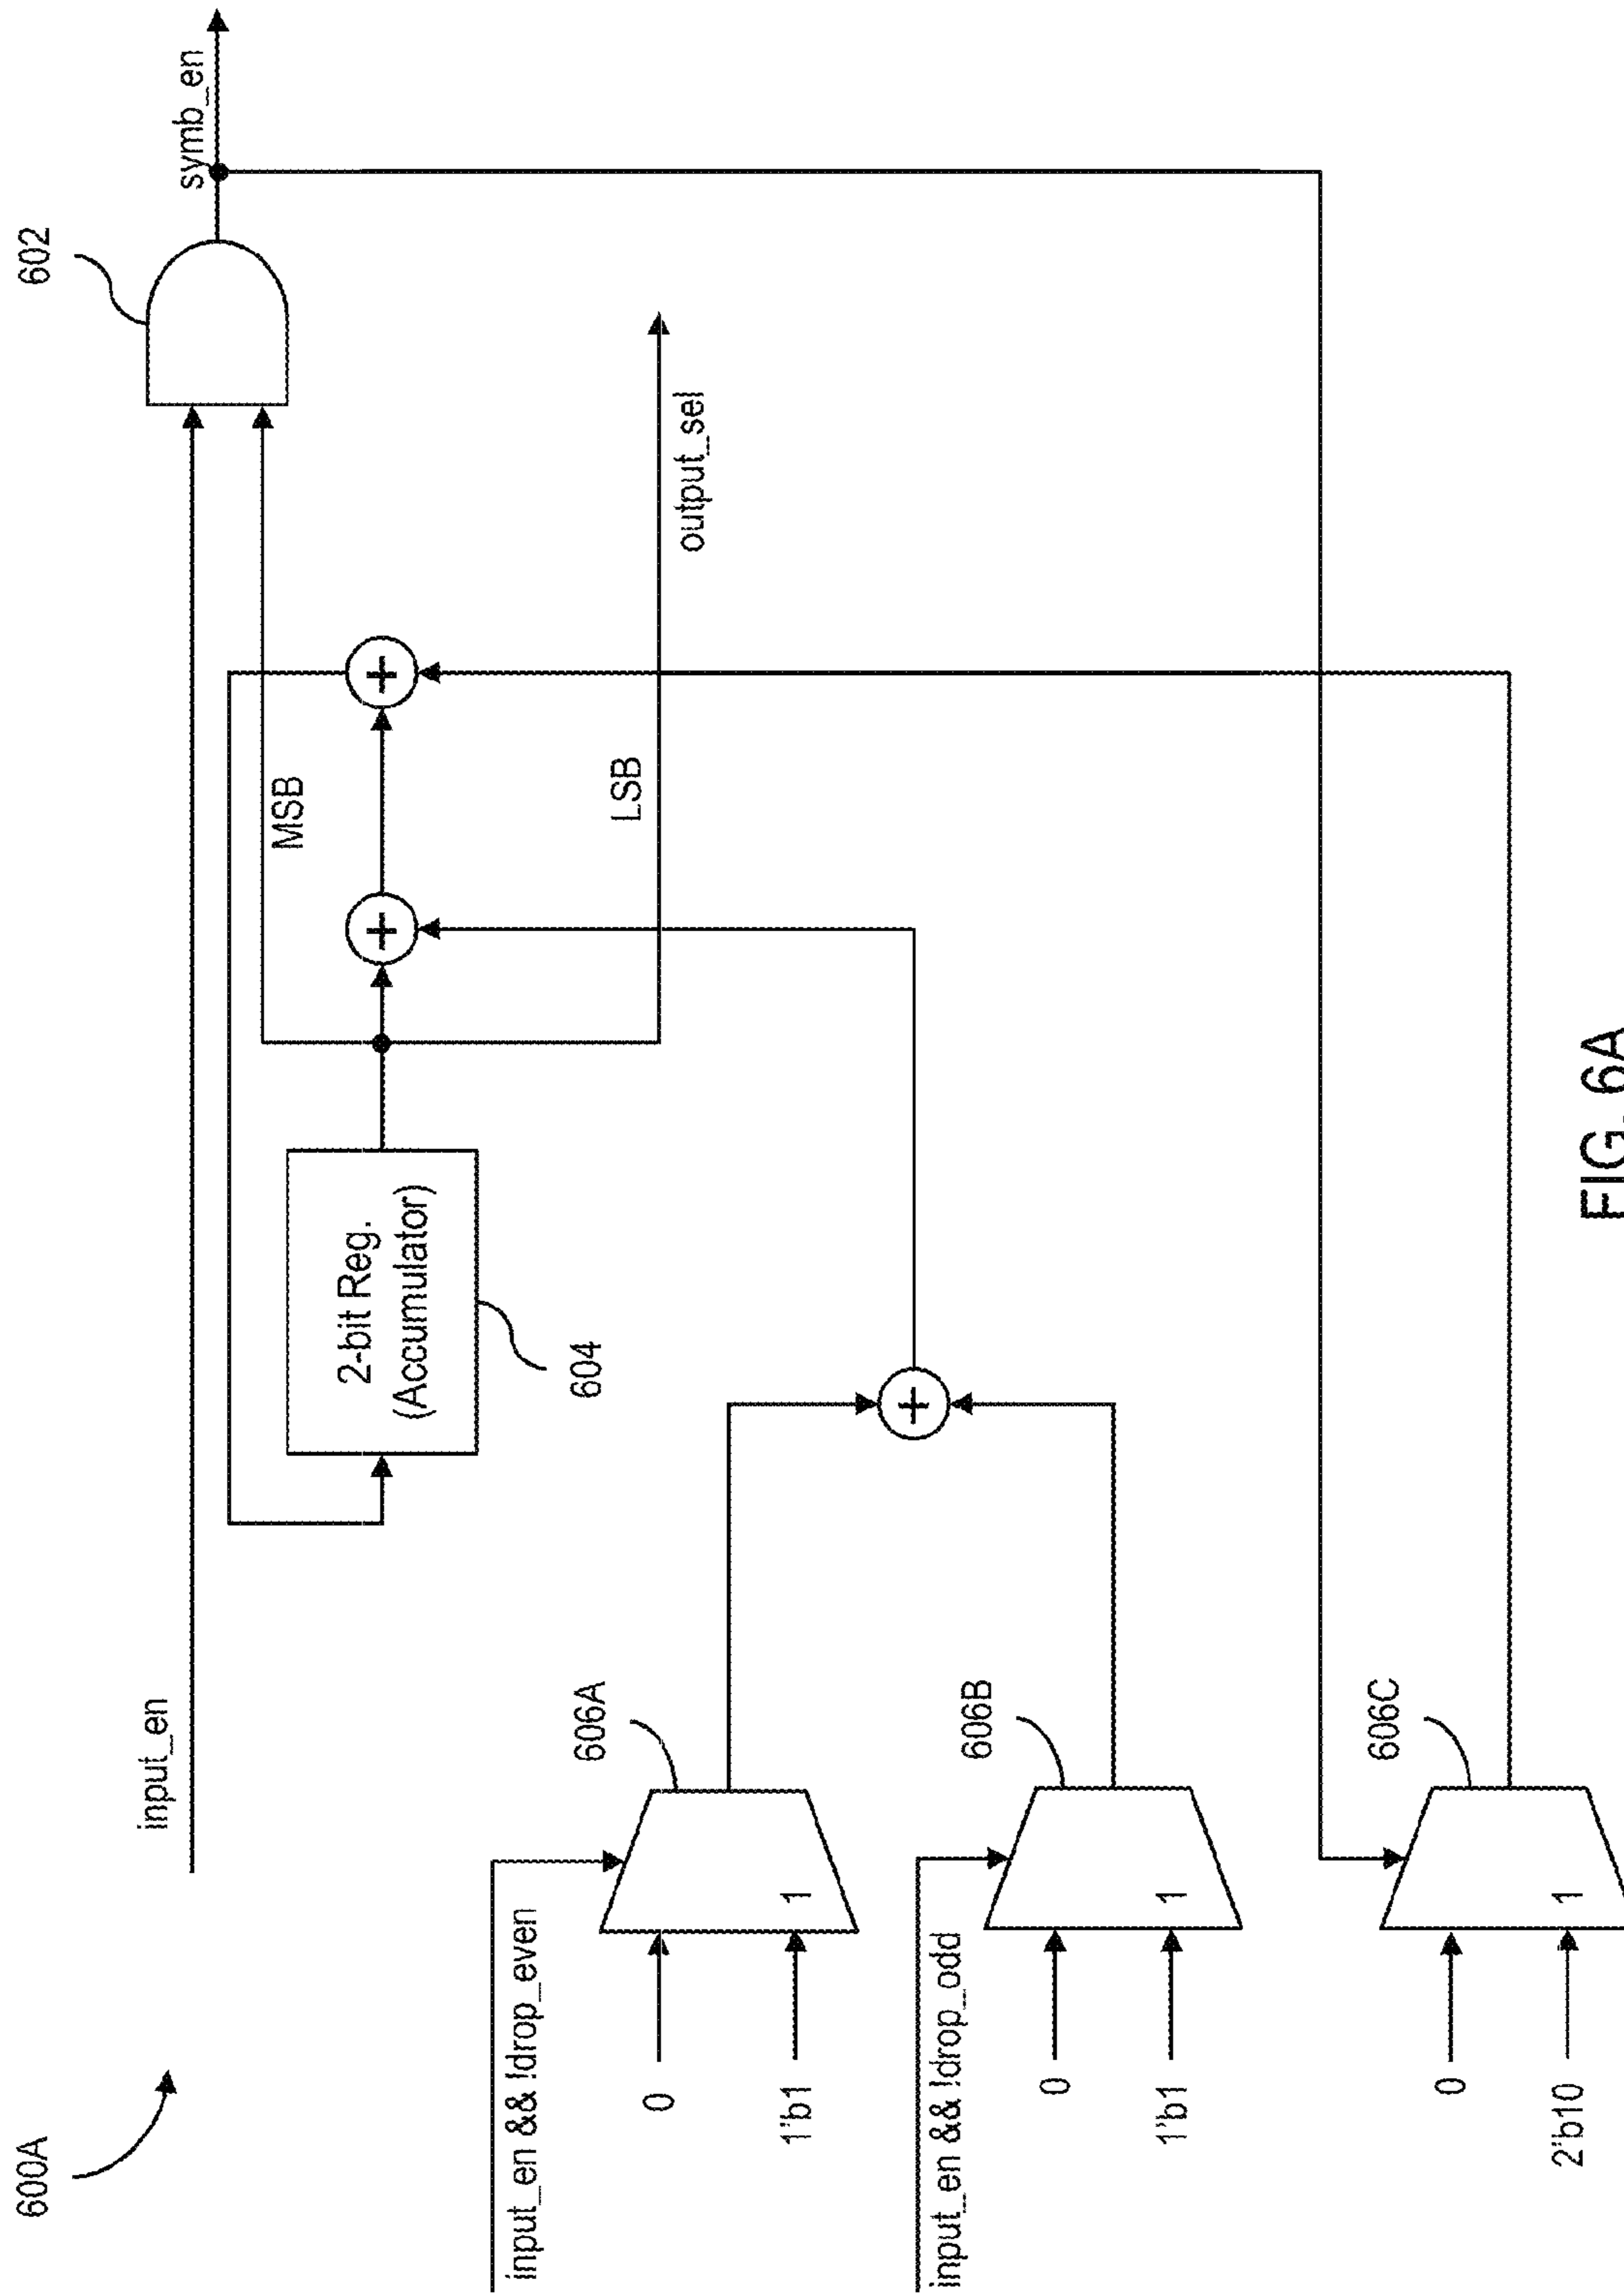 600A
input_en
602
symb_en
MSB
2-bit Reg.
(Accumulator)
604
+
+
LSB
output_sel
input_en && !drop_even
606A
0
1
1"b1
+
input_en && !drop_odd
606B
0
1
1"b1
606C
0
1
2"b10
FIG. 6A